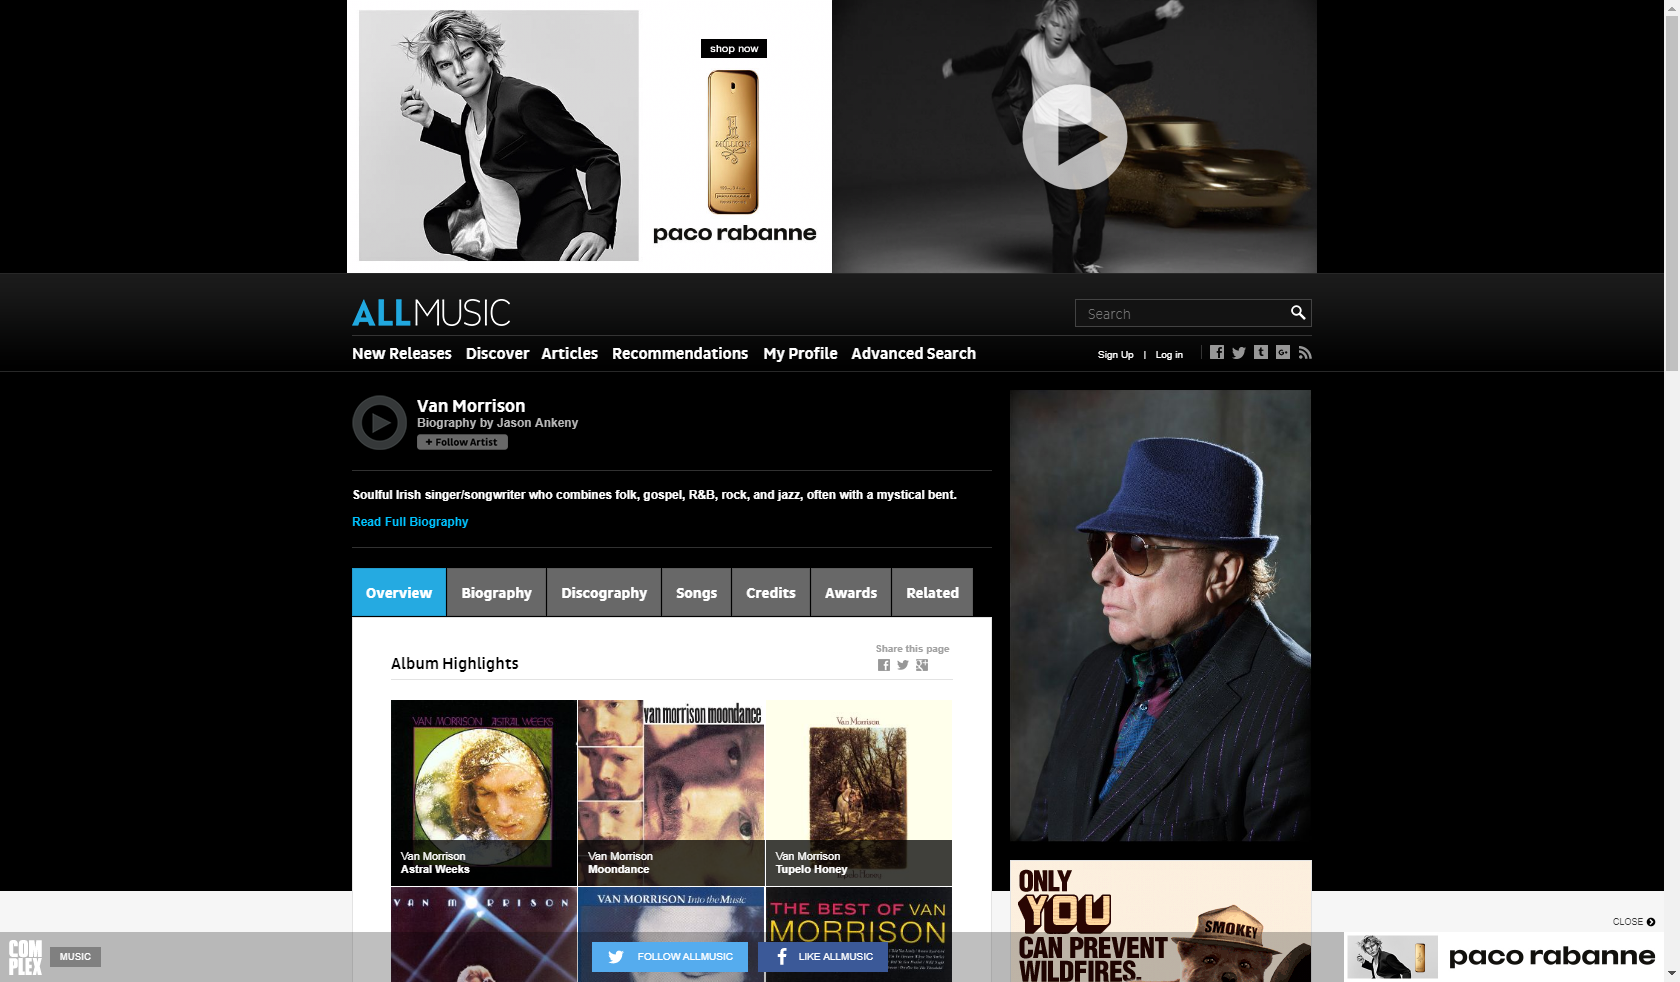 shop now
1
MILLION
paco rabanne
ALLMUSIC
Search
New Releases Discover Articles Recommendations My Profile Advanced Search
Sign Up | Log in
Van Morrison
Biography by Jason Ankeny
+ Follow Artist
Soulful Irish singer/songwriter who combines folk, gospel, R&B, rock, and jazz, often with a mystical bent.
Read Full Biography
Overview Biography Discography Songs Credits Awards Related
Share this page
Album Highlights
VAN MORRISON ASTRAL WEEKS
van morrison moondance
Van Morrison
Van Morrison
Astral Weeks
Van Morrison
Moondance
Van Morrison
Tupelo Honey
Tupelo Honey
VAN MORRISON
VAN MORRISON Into the Music
THE BEST OF VAN
MORRISON
ONLY
YOU
CAN PREVENT
WILDFIRES.
SMOKEY
CLOSE
COM
PLEX
MUSIC
FOLLOW ALLMUSIC
LIKE ALLMUSIC
paco rabanne